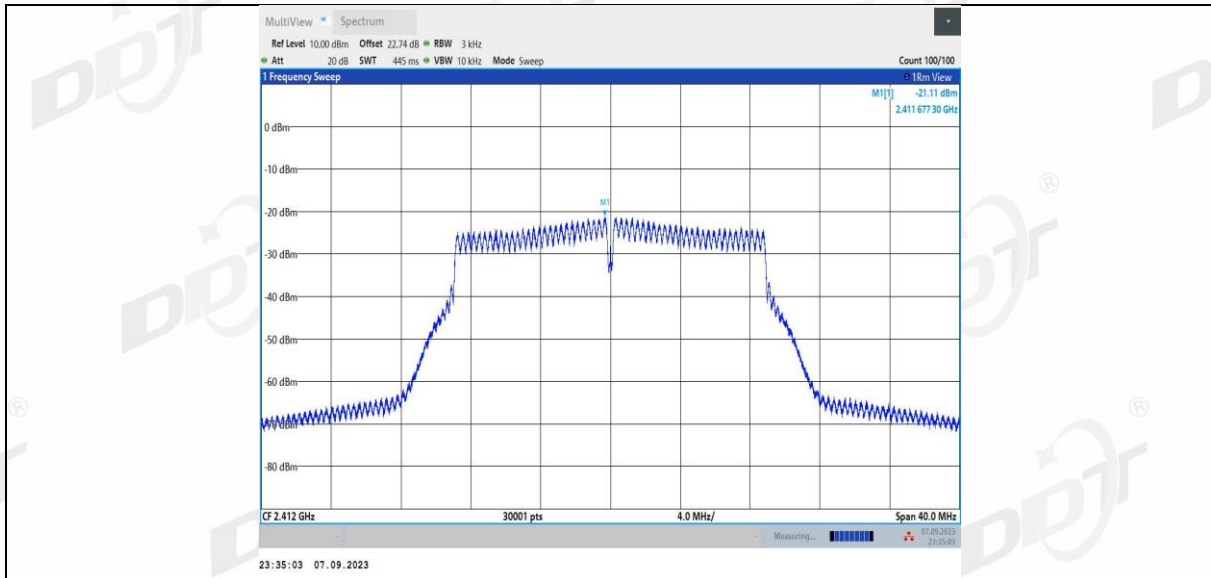 MultiView Spectrum
Ref Level 10.00 dBm Offset 22.74 dB RBW 3 kHz
Att 20 dB SWT 445 ms VBW 10 kHz Mode Sweep Count 100/100
1 Frequency Sweep 1Rm View
M1[1] -21.11 dBm
2.411 677 30 GHz
0 dBm
-10 dBm
M1
-20 dBm
-30 dBm
-40 dBm
-50 dBm
-60 dBm
-80 dBm
CF 2.412 GHz 30001 pts 4.0 MHz/ Span 40.0 MHz
Measuring... 07.09.2023
23:35:03
23:35:03 07.09.2023
DDT
®